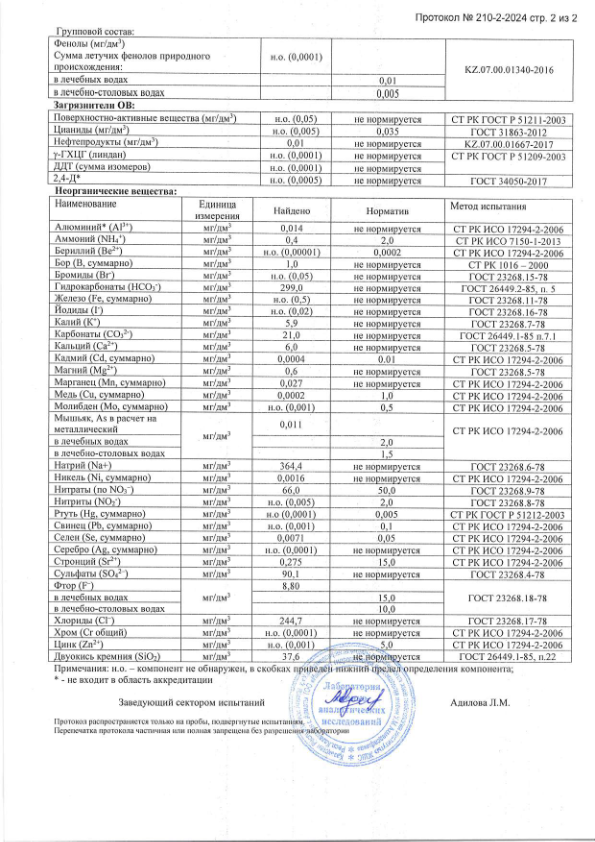 Протокол № 210-2-2024 стр. 2 из 2
Групповой состав:
Фенолы (мг/дм³)
Сумма летучих фенолов природного происхождения: н.о. (0,0001) KZ.07.00.01340-2016
в лечебных водах 0,01
в лечебно-столовых водах 0,005
Загрязнители ОВ:
Поверхностно-активные вещества (мг/дм³) н.о. (0,05) не нормируется СТ РК ГОСТ Р 51211-2003
Цианиды (мг/дм³) н.о. (0,005) 0,035 ГОСТ 31863-2012
Нефтепродукты (мг/дм³) 0,01 не нормируется KZ.07.00.01667-2017
γ-ГХЦГ (линдан) н.о. (0,0001) не нормируется СТ РК ГОСТ Р 51209-2003
ДДТ (сумма изомеров) н.о. (0,0001) не нормируется
2,4-Д* н.о. (0,0005) не нормируется ГОСТ 34050-2017
Неорганические вещества:
Наименование Единица измерения Найдено Норматив Метод испытания
Алюминий* (Al³⁺) мг/дм³ 0,014 не нормируется СТ РК ИСО 17294-2-2006
Аммоний (NH₄⁺) мг/дм³ 0,4 2,0 СТ РК ИСО 7150-1-2013
Бериллий (Be²⁺) мг/дм³ н.о. (0,00001) 0,0002 СТ РК ИСО 17294-2-2006
Бор (B, суммарно) мг/дм³ 1,0 не нормируется СТ РК 1016 – 2000
Бромиды (Br⁻) мг/дм³ н.о. (0,05) не нормируется ГОСТ 23268.15-78
Гидрокарбонаты (HCO₃⁻) мг/дм³ 299,0 не нормируется ГОСТ 26449.2-85, п. 5
Железо (Fe, суммарно) мг/дм³ н.о. (0,5) не нормируется ГОСТ 23268.11-78
Йодиды (I⁻) мг/дм³ н.о. (0,02) не нормируется ГОСТ 23268.16-78
Калий (K⁺) мг/дм³ 5,9 не нормируется ГОСТ 23268.7-78
Карбонаты (CO₃²⁻) мг/дм³ 21,0 не нормируется ГОСТ 26449.1-85 п.7.1
Кальций (Ca²⁺) мг/дм³ 6,0 не нормируется ГОСТ 23268.5-78
Кадмий (Cd, суммарно) мг/дм³ 0,0004 0.01 СТ РК ИСО 17294-2-2006
Магний (Mg²⁺) мг/дм³ 0,6 не нормируется ГОСТ 23268.5-78
Марганец (Mn, суммарно) мг/дм³ 0,027 не нормируется СТ РК ИСО 17294-2-2006
Медь (Cu, суммарно) мг/дм³ 0,0002 1,0 СТ РК ИСО 17294-2-2006
Молибден (Mo, суммарно) мг/дм³ н.о. (0,001) 0,5 СТ РК ИСО 17294-2-2006
Мышьяк, As в расчет на металлический мг/дм³ 0,011 СТ РК ИСО 17294-2-2006
в лечебных водах 2,0
в лечебно-столовых водах 1,5
Натрий (Na+) мг/дм³ 364,4 не нормируется ГОСТ 23268.6-78
Никель (Ni, суммарно) мг/дм³ 0,0016 не нормируется СТ РК ИСО 17294-2-2006
Нитраты (по NO₃⁻) мг/дм³ 66,0 50,0 ГОСТ 23268.9-78
Нитриты (NO₂⁻) мг/дм³ н.о. (0,005) 2,0 ГОСТ 23268.8-78
Ртуть (Hg, суммарно) мг/дм³ н.о (0,0001) 0,005 СТ РК ГОСТ Р 51212-2003
Свинец (Pb, суммарно) мг/дм³ н.о. (0,001) 0,1 СТ РК ИСО 17294-2-2006
Селен (Se, суммарно) мг/дм³ 0,0071 0,05 СТ РК ИСО 17294-2-2006
Серебро (Ag, суммарно) мг/дм³ н.о. (0,0001) не нормируется СТ РК ИСО 17294-2-2006
Стронций (Sr²⁺) мг/дм³ 0,275 15,0 СТ РК ИСО 17294-2-2006
Сульфаты (SO₄²⁻) мг/дм³ 90,1 не нормируется ГОСТ 23268.4-78
Фтор (F⁻) мг/дм³ 8,80 ГОСТ 23268.18-78
в лечебных водах 15,0
в лечебно-столовых водах 10,0
Хлориды (Cl⁻) мг/дм³ 244,7 не нормируется ГОСТ 23268.17-78
Хром (Cr общий) мг/дм³ н.о. (0,0001) не нормируется СТ РК ИСО 17294-2-2006
Цинк (Zn²⁺) мг/дм³ н.о. (0,001) 5,0 СТ РК ИСО 17294-2-2006
Двуокись кремния (SiO₂) мг/дм³ 37,6 не нормируется ГОСТ 26449.1-85, п.22
Примечания: н.о. – компонент не обнаружен, в скобках приведен нижний предел определения компонента;
* - не входит в область аккредитации
Заведующий сектором испытаний Адилова Л.М.
Лаборатория
аналитических
исследований
Протокол распространяется только на пробы, подвергнутые испытаниям.
Перепечатка протокола частичная или полная запрещена без разрешения лаборатории